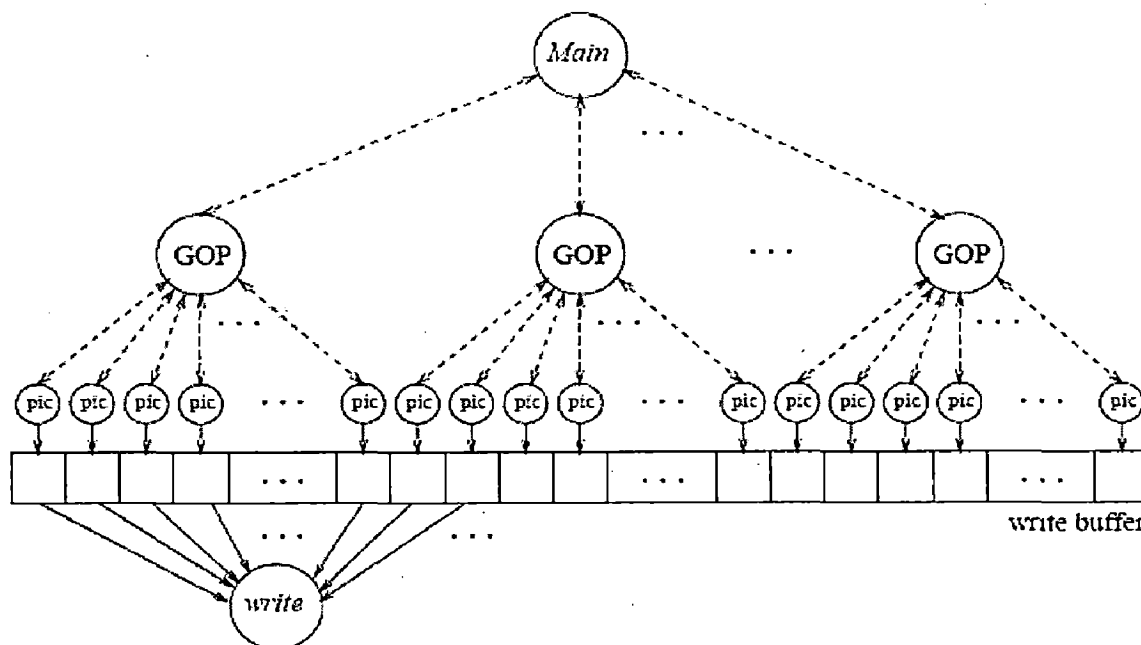 Main
. . .
GOP GOP . . . GOP
. . . . . . . . .
pic pic pic pic . . . pic pic pic pic pic . . . pic pic pic pic pic . . . pic
. . . . . . . . .
write buffer
. . . . . .
write